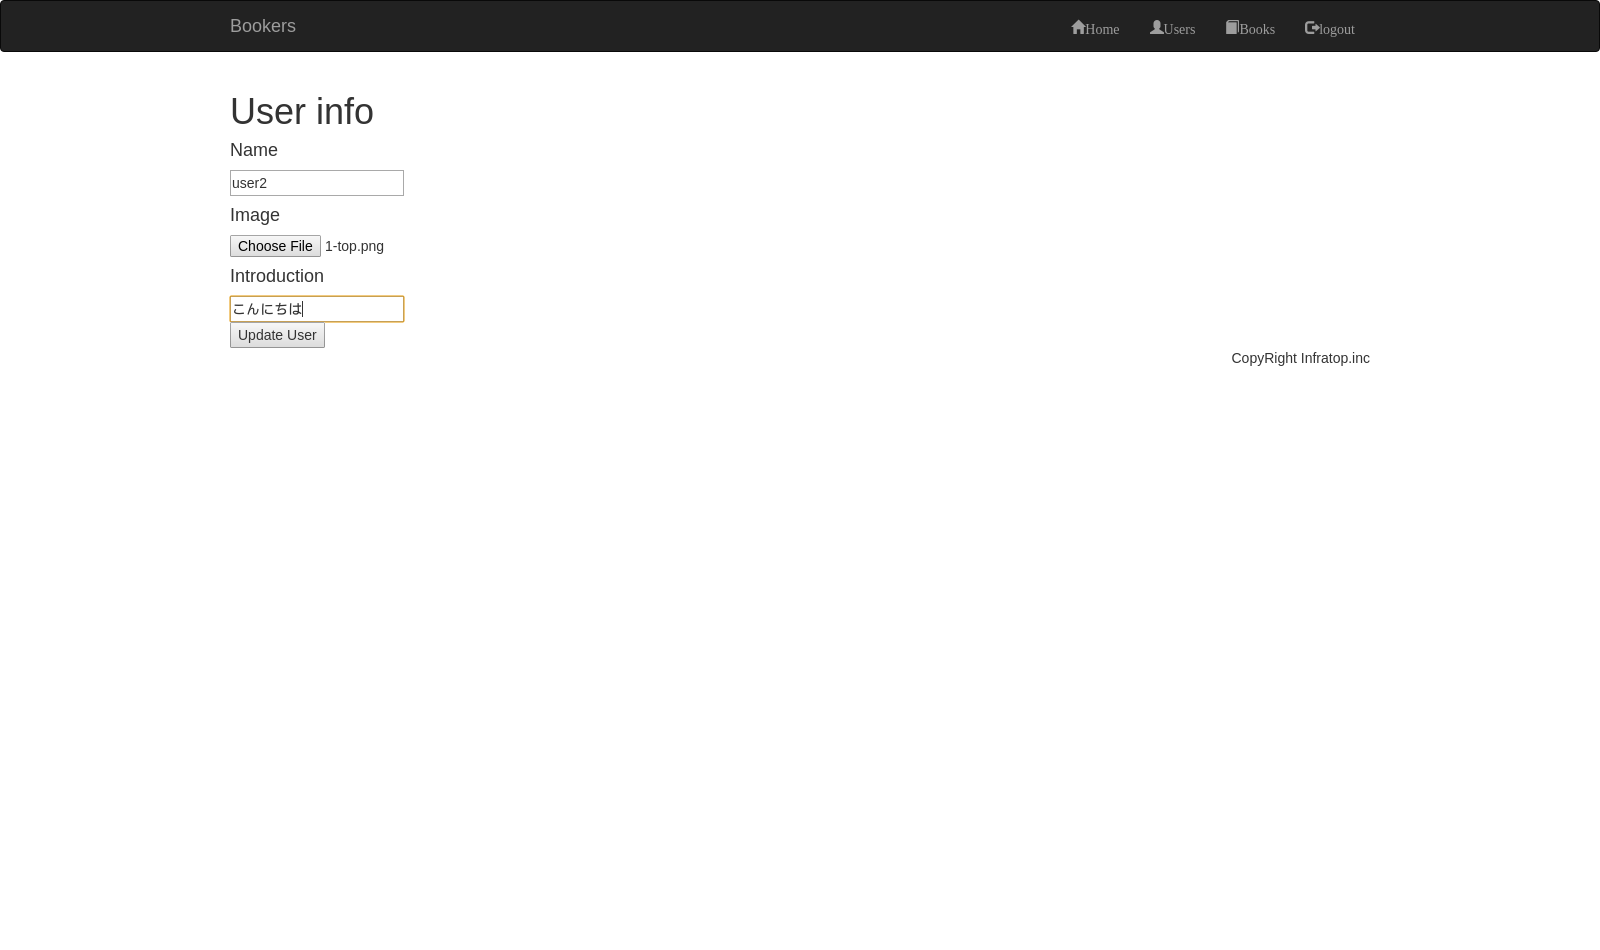 Bookers Home Users Books logout
User info
Name
user2
Image
Choose File 1-top.png
Introduction
こんにちは
Update User
CopyRight Infratop.inc